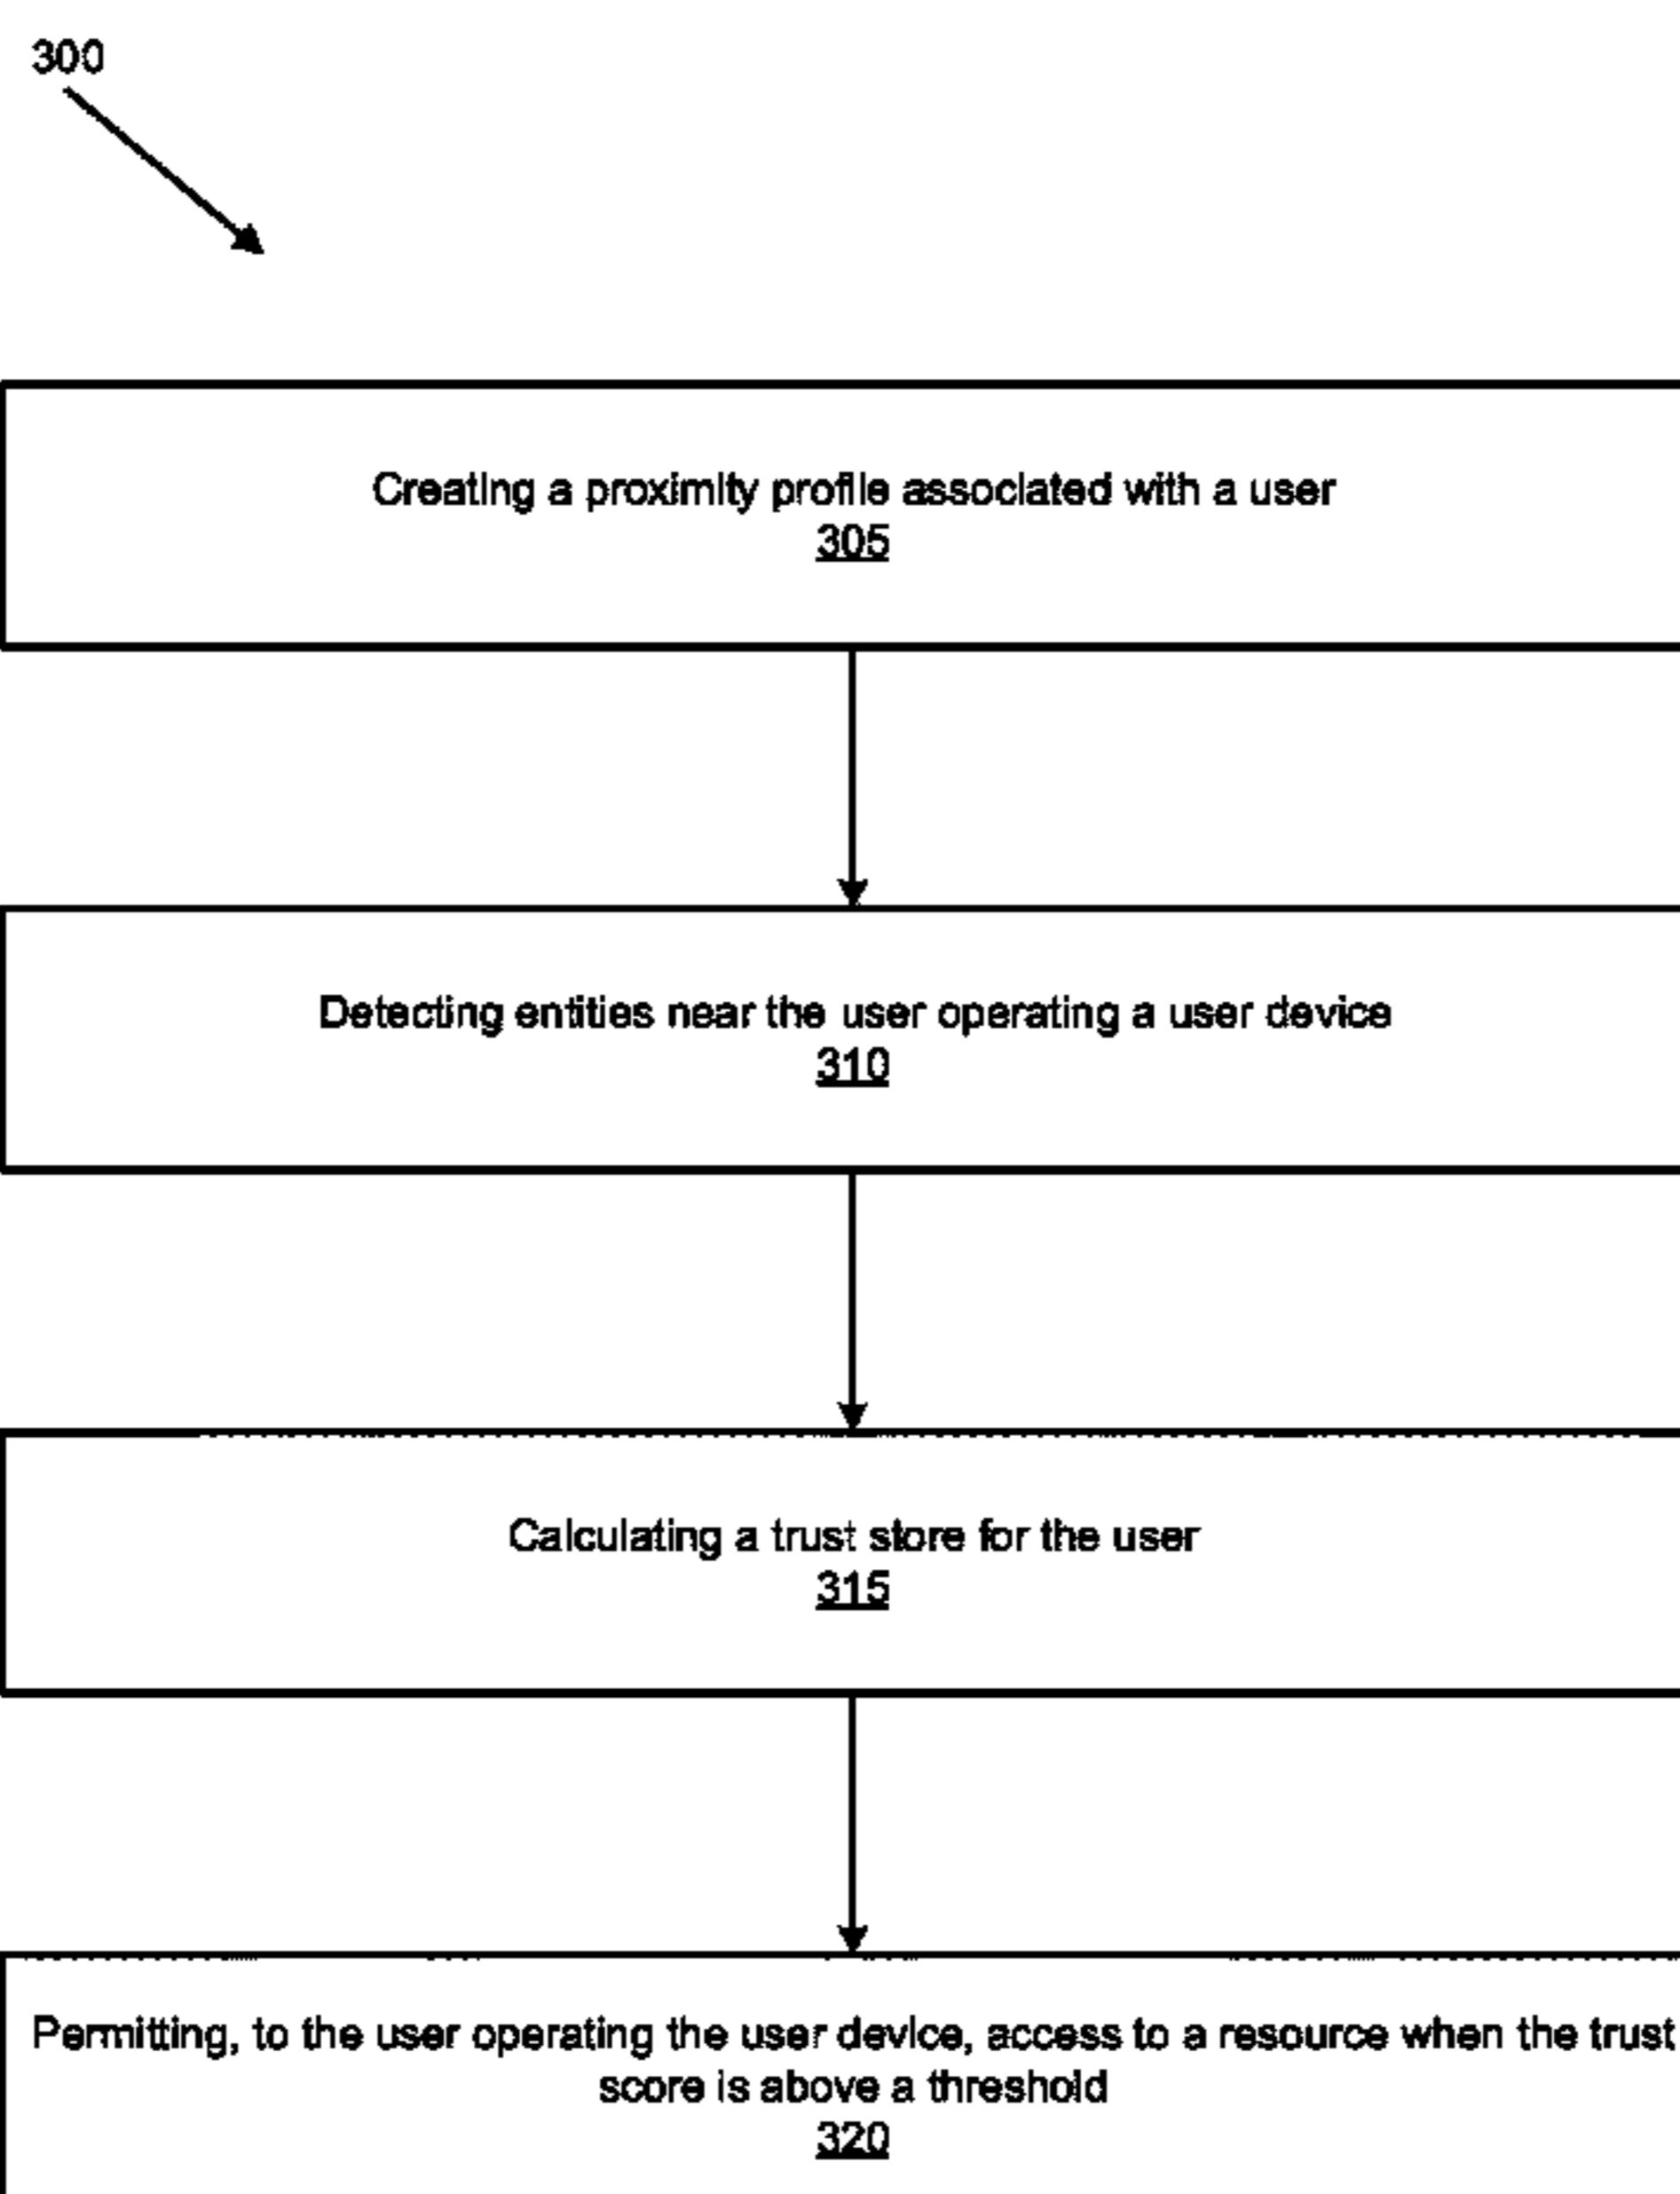 300
Creating a proximity profile associated with a user
305
Detecting entities near the user operating a user device
310
Calculating a trust store for the user
315
Permitting, to the user operating the user device, access to a resource when the trust
score is above a threshold
320